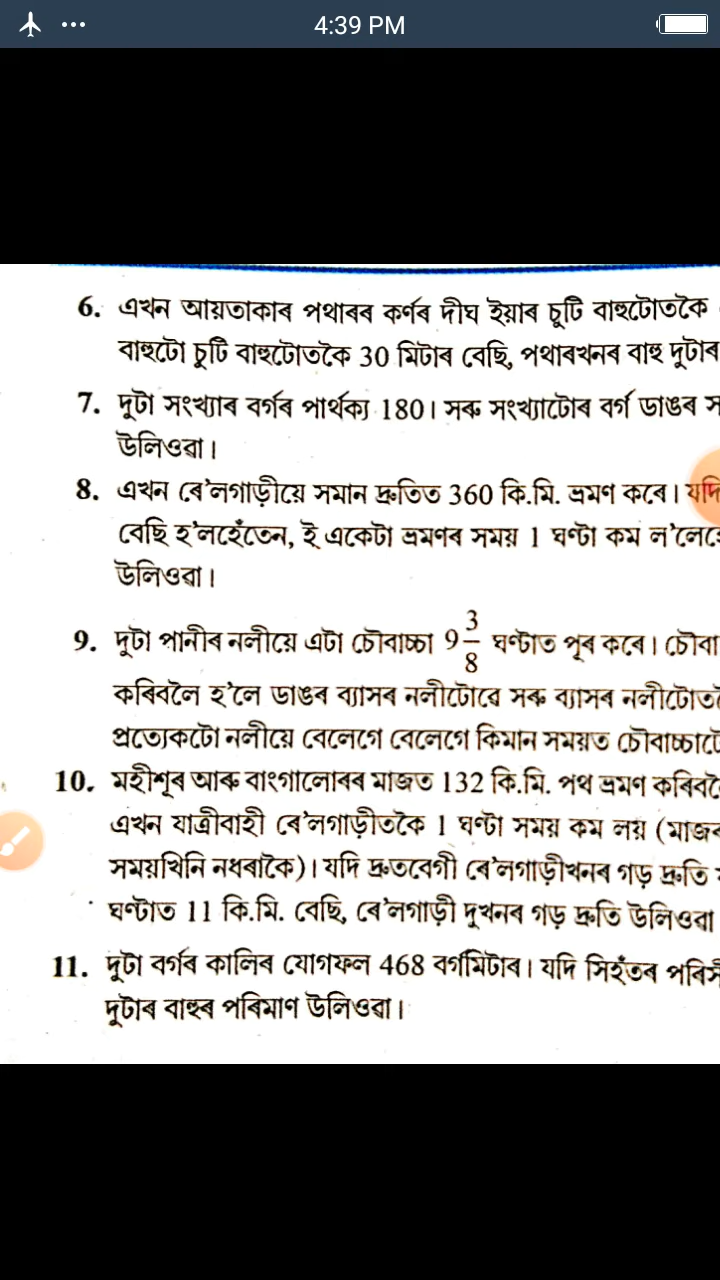 4:39 PM
6. এখন আয়তাকাৰ পথাৰৰ কৰ্ণৰ দীঘ ইয়াৰ চুটি বাহুটোতকৈ
বাহুটো চুটি বাহুটোতকৈ 30 মিটাৰ বেছি, পথাৰখনৰ বাহু দুটাৰ
7. দুটা সংখ্যাৰ বৰ্গৰ পাৰ্থক্য 180। সৰু সংখ্যাটোৰ বৰ্গ ডাঙৰ স
উলিওৱা।
8. এখন ৰে'লগাড়ীয়ে সমান দ্ৰুতিত 360 কি.মি. ভ্ৰমণ কৰে। যদি
বেছি হ'লহেঁতেন, ই একেটা ভ্ৰমণৰ সময় 1 ঘণ্টা কম ল'লেহে
উলিওৱা।
9. দুটা পানীৰ নলীয়ে এটা চৌবাচ্চা 9 3/8 ঘণ্টাত পূৰ কৰে। চৌবা
কৰিবলৈ হ'লে ডাঙৰ ব্যাসৰ নলীটোৱে সৰু ব্যাসৰ নলীটোতকৈ
প্ৰত্যেকটো নলীয়ে বেলেগে বেলেগে কিমান সময়ত চৌবাচ্চাটো
10. মহীশূৰ আৰু বাংগালোৰৰ মাজত 132 কি.মি. পথ ভ্ৰমণ কৰিবলৈ
এখন যাত্ৰীবাহী ৰে'লগাড়ীতকৈ 1 ঘণ্টা সময় কম লয় (মাজৰ
সময়খিনি নধৰাকৈ)। যদি দ্ৰুতবেগী ৰে'লগাড়ীখনৰ গড় দ্ৰুতি
ঘণ্টাত 11 কি.মি. বেছি, ৰে'লগাড়ী দুখনৰ গড় দ্ৰুতি উলিওৱা
11. দুটা বৰ্গৰ কালিৰ যোগফল 468 বৰ্গমিটাৰ। যদি সিহঁতৰ পৰিসী
দুটাৰ বাহুৰ পৰিমাণ উলিওৱা।